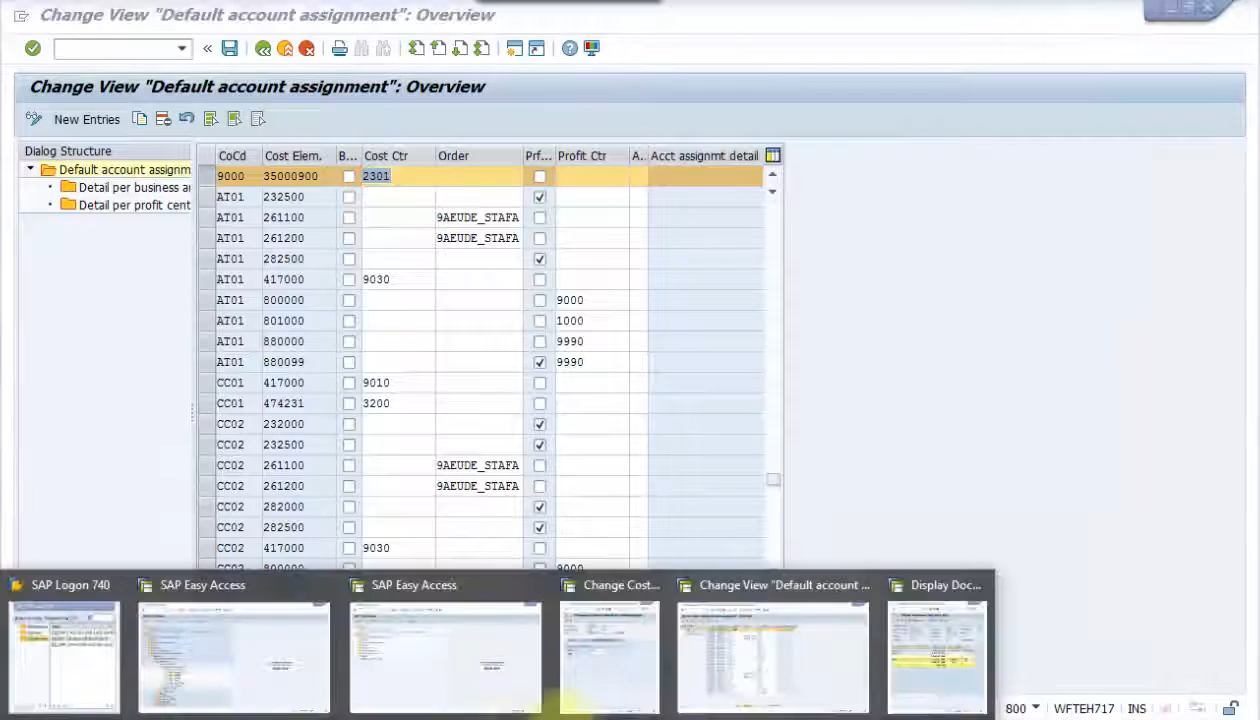 Change View "Default account assignment": Overview
Change View "Default account assignment": Overview
New Entries
Dialog Structure
Default account assignm
Detail per business ar
Detail per profit cent
CoCd Cost Elem. B... Cost Ctr Order Prf... Profit Ctr A.. Acct assignmt detail
9000 35000900 2301
AT01 232500
AT01 261100 9AEUDE_STAFA
AT01 261200 9AEUDE_STAFA
AT01 282500
AT01 417000 9030
AT01 800000 9000
AT01 801000 1000
AT01 880000 9990
AT01 880099 9990
CC01 417000 9010
CC01 474231 3200
CC02 232000
CC02 232500
CC02 261100 9AEUDE_STAFA
CC02 261200 9AEUDE_STAFA
CC02 282000
CC02 282500
CC02 417000 9030
CC02 800000 9000
SAP Logon 740
SAP Easy Access
SAP Easy Access
Change Cost...
Change View "Default account ...
Display Doc...
800 WFTEH717 INS